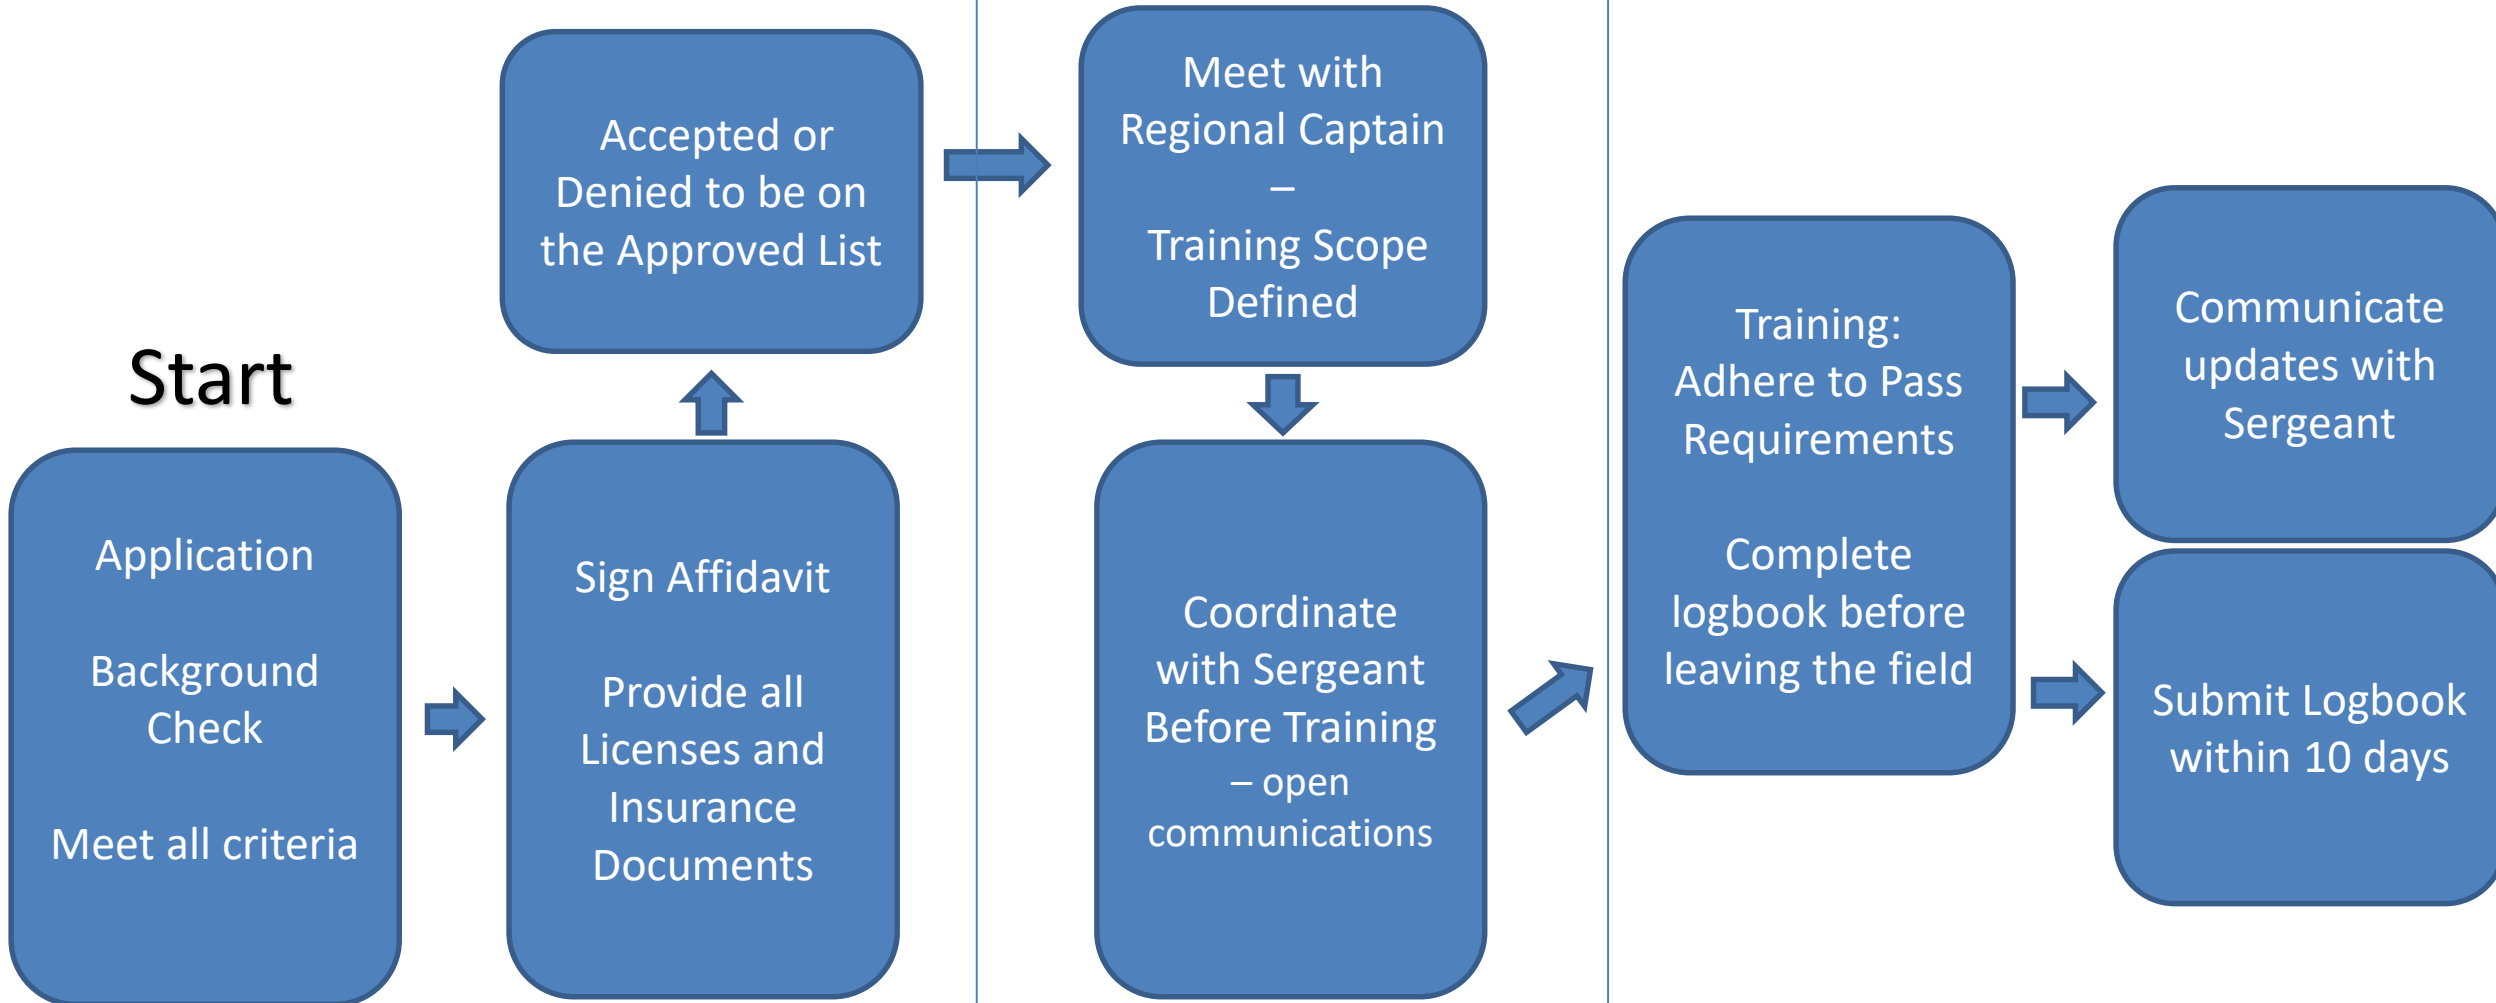 Start
Application
Background
Check
Meet all criteria
Sign Affidavit
Provide all
Licenses and
Insurance
Documents
Accepted or
Denied to be on
the Approved List
Meet with
Regional Captain
–
Training Scope
Defined
Coordinate
with Sergeant
Before Training
– open
communications
Training:
Adhere to Pass
Requirements
Complete
logbook before
leaving the field
Communicate
updates with
Sergeant
Submit Logbook
within 10 days